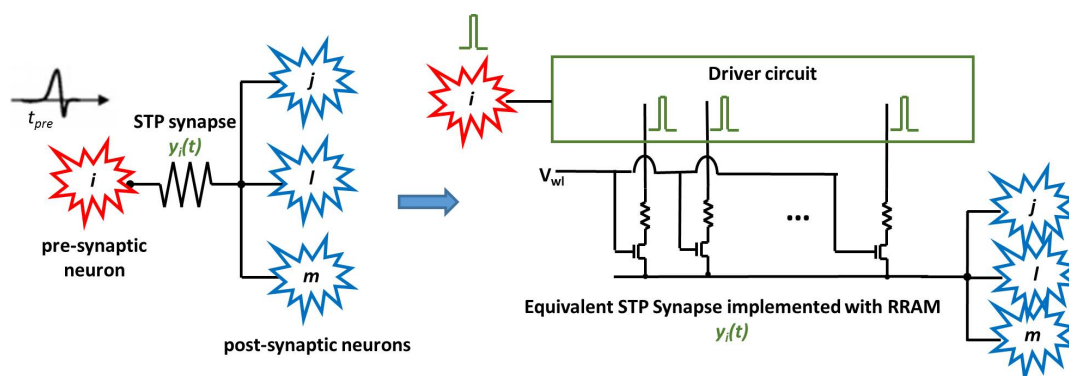 t_pre
STP synapse
y_i(t)
i
j
l
m
pre-synaptic
neuron
post-synaptic neurons
i
Driver circuit
V_wl
...
j
l
m
Equivalent STP Synapse implemented with RRAM
y_i(t)